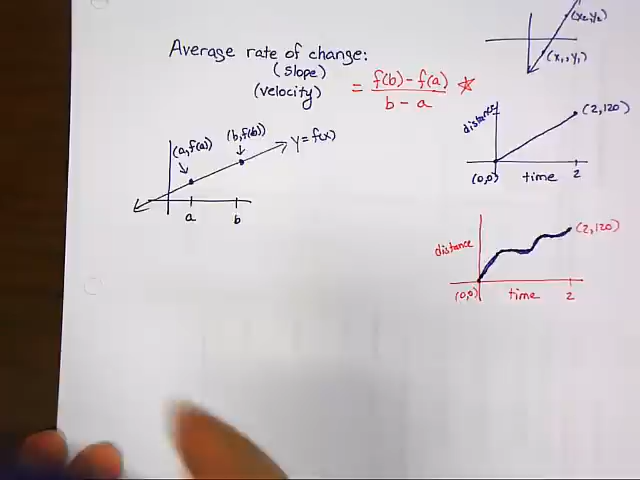 Average rate of change:
(slope)
(velocity)
= f(b) - f(a) / b - a
(a, f(a))
(b, f(b))
y = f(x)
a
b
(x₂, y₂)
(x₁, y₁)
distance
(2, 120)
(0,0)
time
2
distance
(2, 120)
(0,0)
time
2